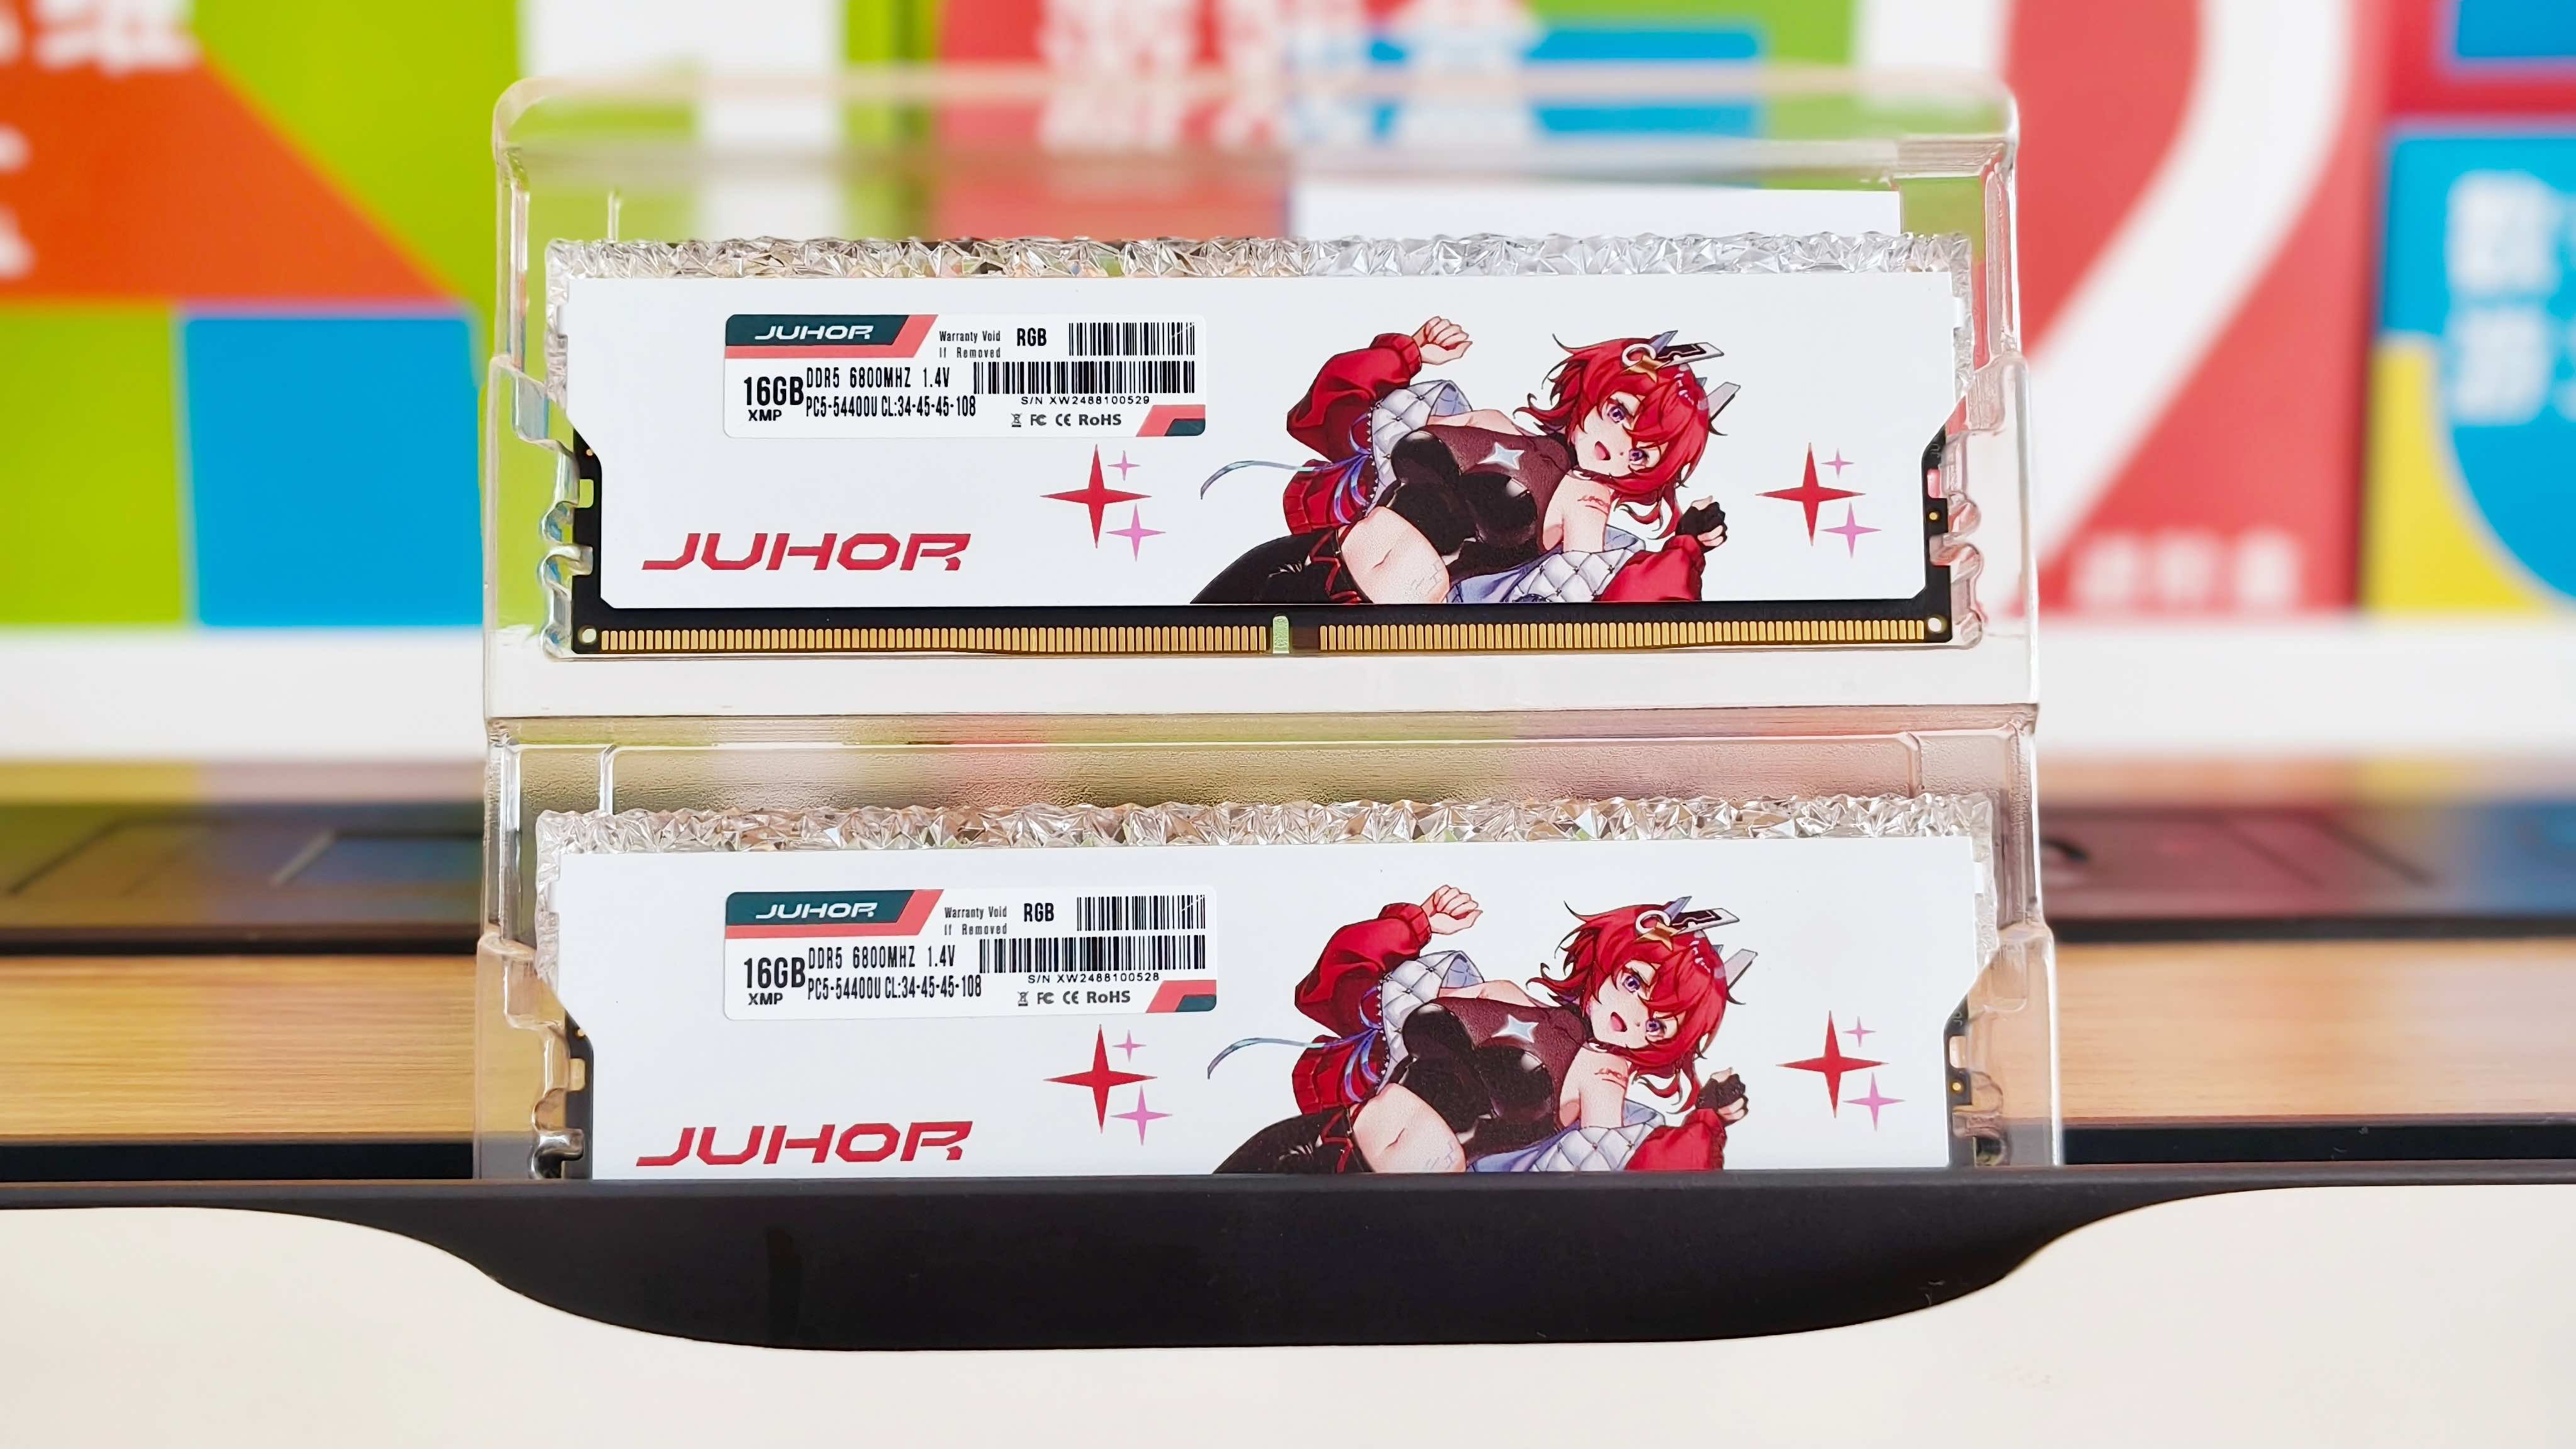 JUHOR
Warranty Void
If Removed
RGB
16GB
XMP
DDR5 6800MHZ 1.4V
PC5-54400U CL:34-45-45-108
S/N XW2488100529
FC CE RoHS
JUHOR
JUHOR
Warranty Void
If Removed
RGB
16GB
XMP
DDR5 6800MHZ 1.4V
PC5-54400U CL:34-45-45-108
S/N XW2488100528
FC CE RoHS
JUHOR